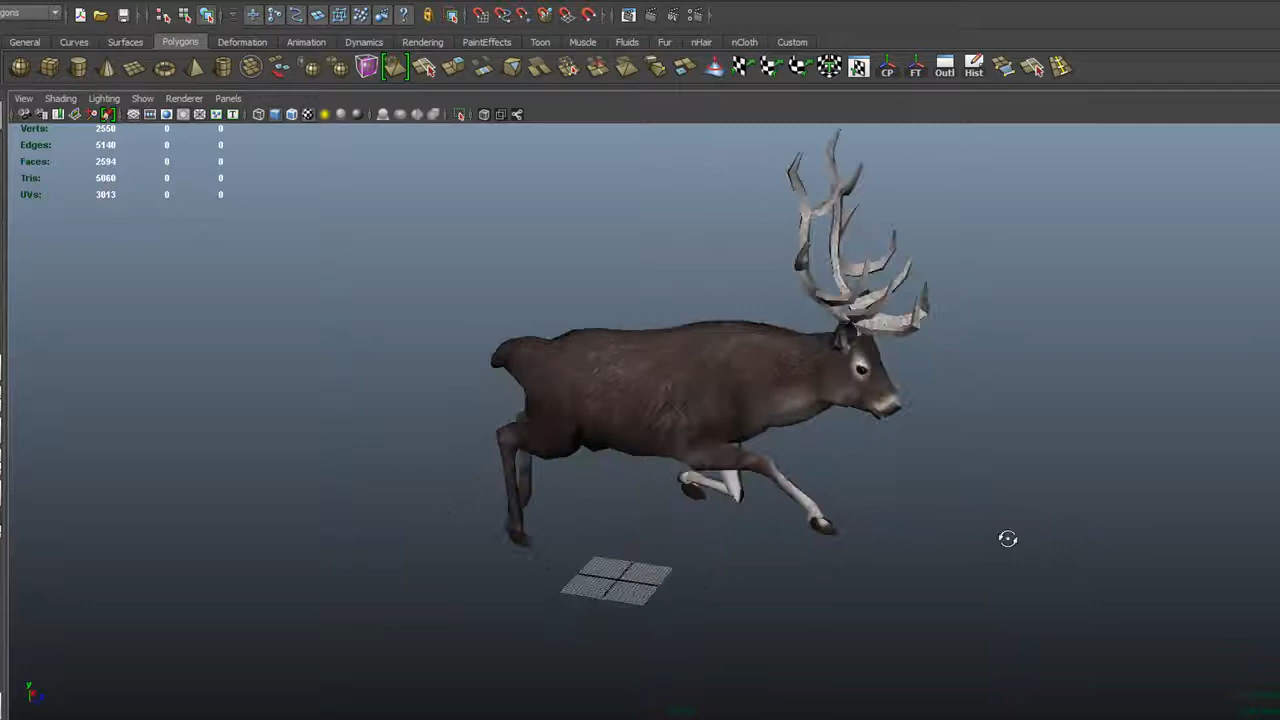 gons
General Curves Surfaces Polygons Deformation Animation Dynamics Rendering PaintEffects Toon Muscle Fluids Fur nHair nCloth Custom
CP FT Outl Hist
View Shading Lighting Show Renderer Panels
Verts: 2550 0 0
Edges: 5140 0 0
Faces: 2594 0 0
Tris: 5060 0 0
UVs: 3013 0 0
y